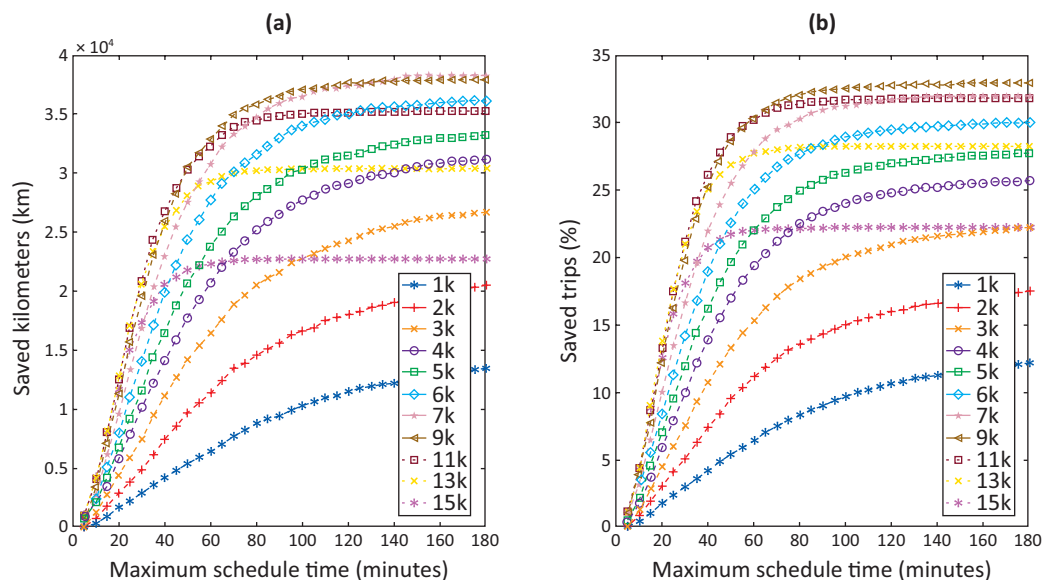 (a)
× 10⁴
4
3.5
3
2.5
2
1.5
1
0.5
0
20
40
60
80
100
120
140
160
180
Saved kilometers (km)
Maximum schedule time (minutes)
1k
2k
3k
4k
5k
6k
7k
9k
11k
13k
15k
(b)
35
30
25
20
15
10
5
0
20
40
60
80
100
120
140
160
180
Saved trips (%)
Maximum schedule time (minutes)
1k
2k
3k
4k
5k
6k
7k
9k
11k
13k
15k